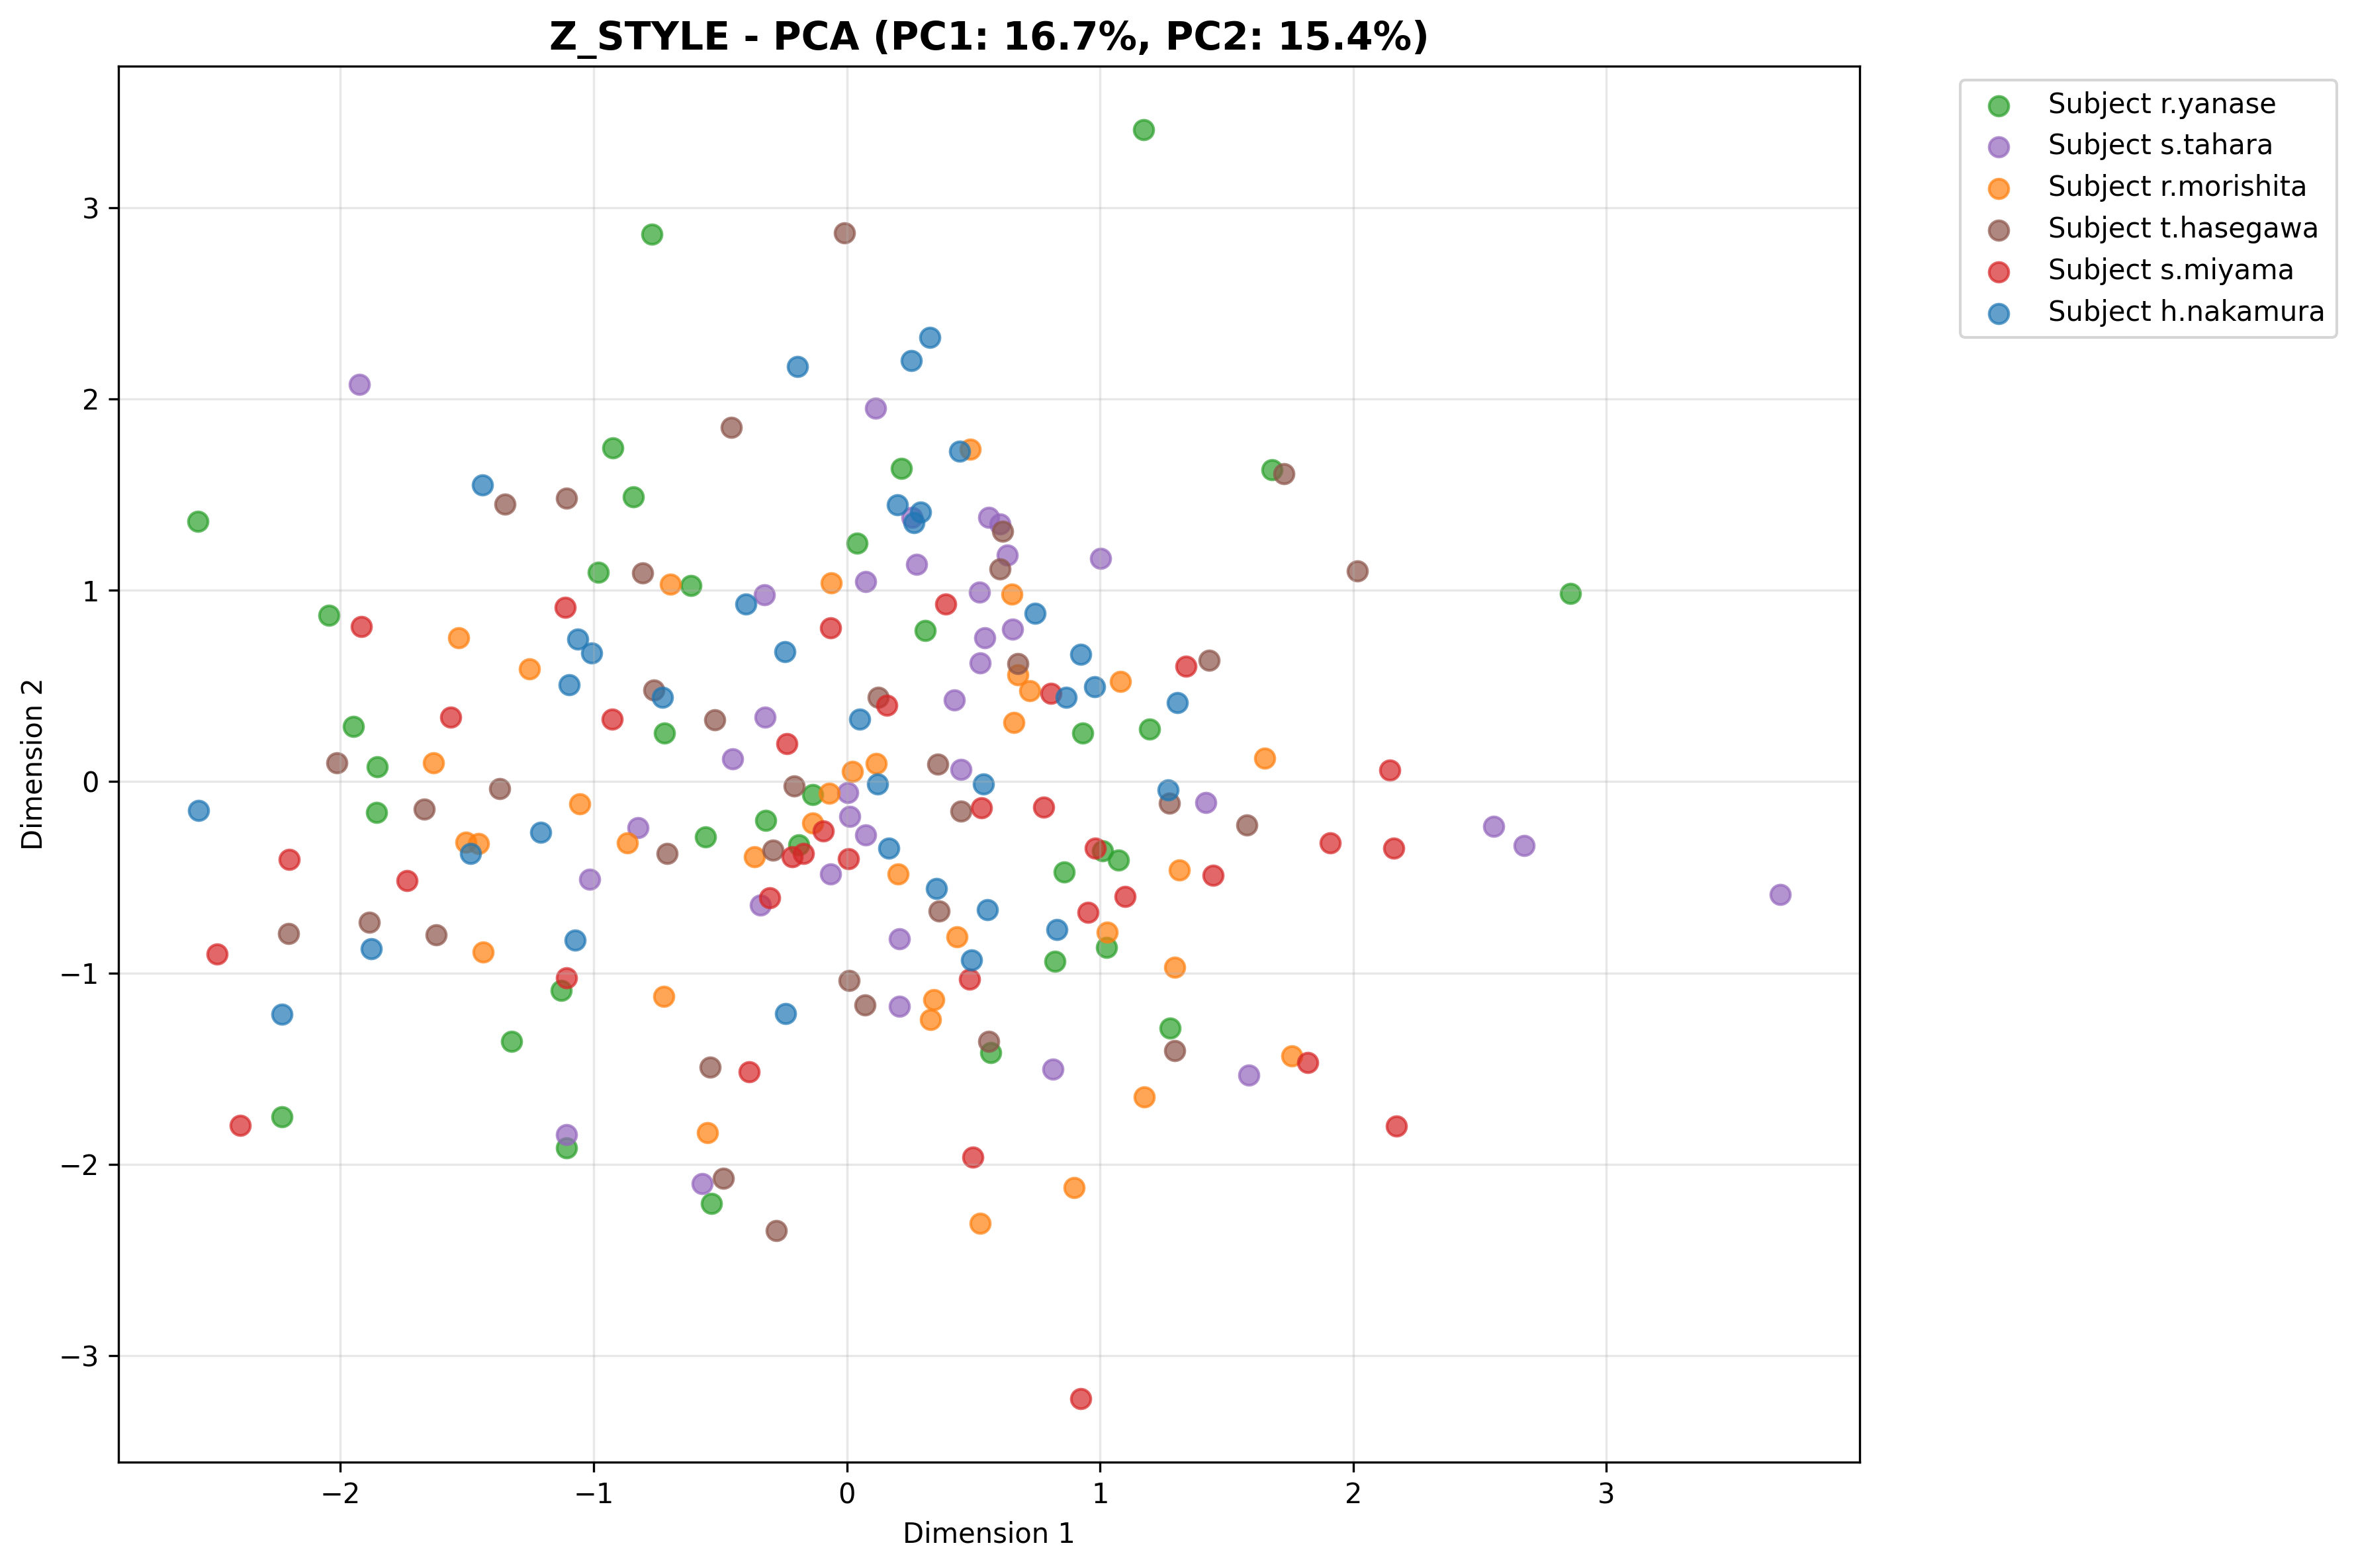 Z_STYLE - PCA (PC1: 16.7%, PC2: 15.4%)
Subject r.yanase
Subject s.tahara
Subject r.morishita
Subject t.hasegawa
Subject s.miyama
Subject h.nakamura
Dimension 2
3
2
1
0
−1
−2
−3
−2 −1 0 1 2 3
Dimension 1